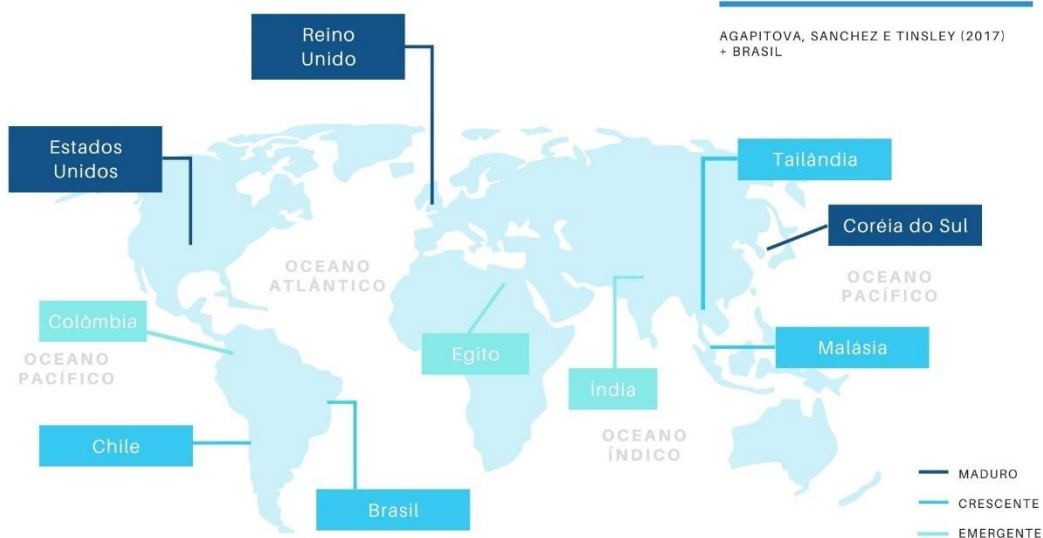 AGAPITOVA, SANCHEZ E TINSLEY (2017)
+ BRASIL
Reino
Unido
Estados
Unidos
Tailândia
Coréia do Sul
OCEANO
ATLÂNTICO
OCEANO
PACÍFICO
Colômbia
Egito
Malásia
OCEANO
PACÍFICO
Índia
Chile
OCEANO
ÍNDICO
Brasil
MADURO
CRESCENTE
EMERGENTE